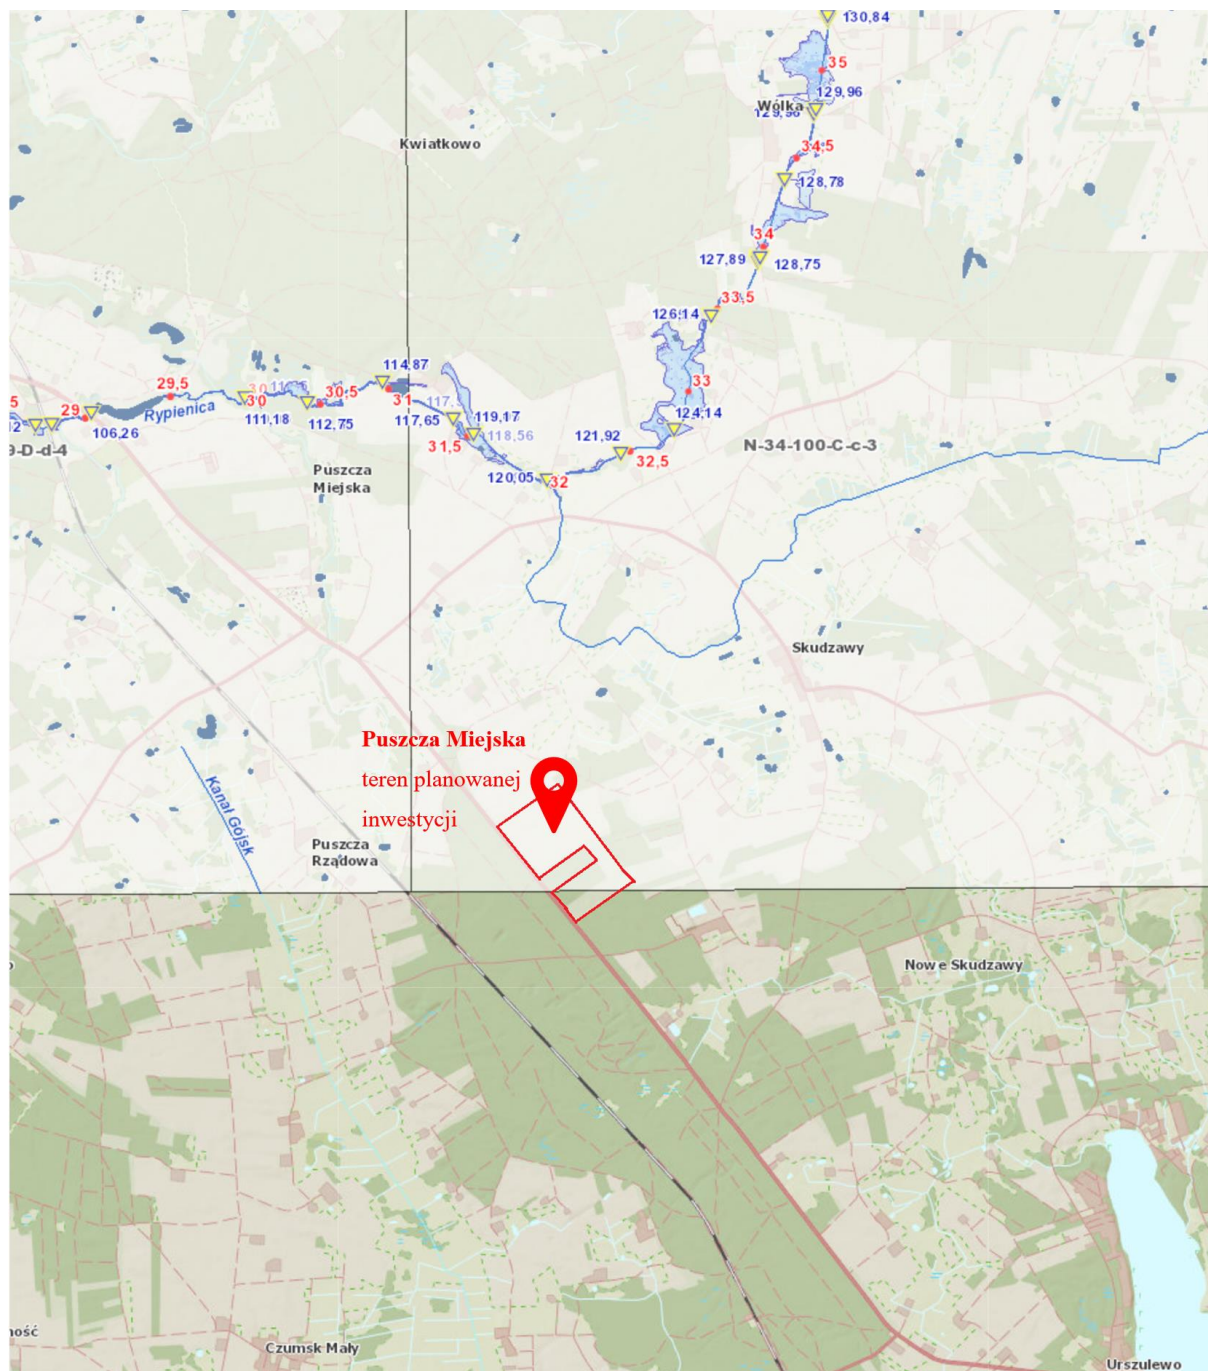 130,84
35
129,96
Wólka
Kwiatkowo
34,5
128,78
34
127,89
128,75
33,5
126,14
114,87
33
29,5
30
30,5
31
29
Rypienica
30
119,17
124,14
106,26
111,18
112,75
117,65
118,56
31,5
121,92
N-34-100-C-c-3
9-D-d-4
32,5
Puszcza
Miejska
120,05
32
Skudzawy
Puszcza Miejska
teren planowanej
inwestycji
Kanał Gójsk
Puszcza
Rządowa
Nowe Skudzawy
Czumsk Mały
Urszulewo